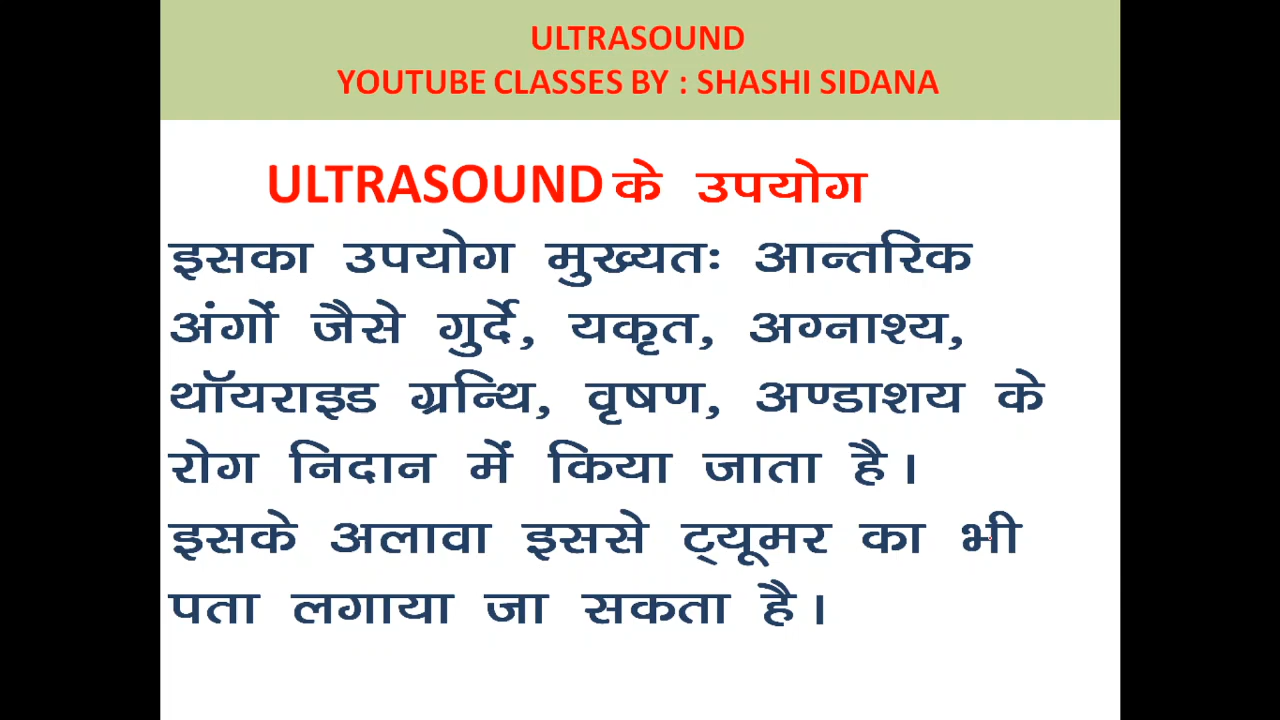 ULTRASOUND
YOUTUBE CLASSES BY : SHASHI SIDANA
ULTRASOUND के उपयोग
इसका उपयोग मुख्यतः आन्तरिक
अंगों जैसे गुर्दे, यकृत, अग्नाश्य,
थॉयराइड ग्रन्थि, वृषण, अण्डाशय के
रोग निदान में किया जाता है।
इसके अलावा इससे ट्यूमर का भी
पता लगाया जा सकता है।